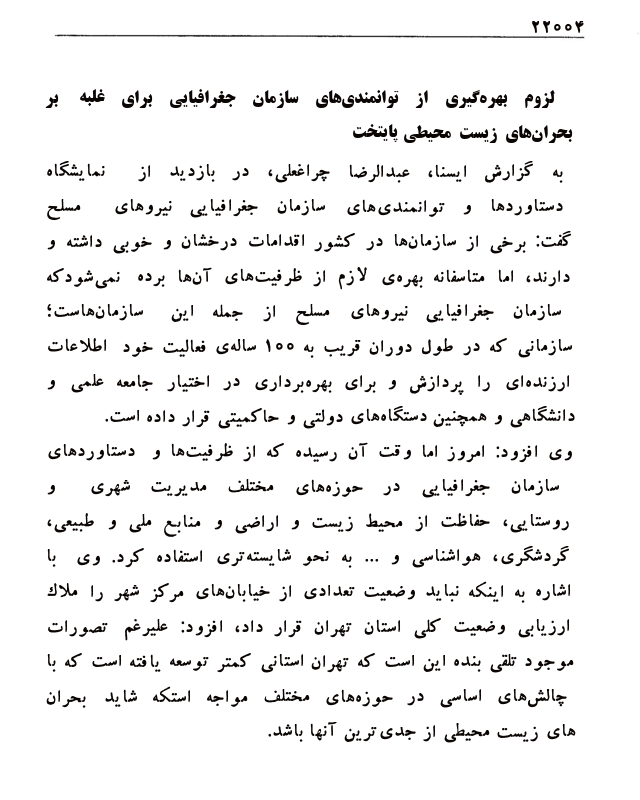 ۲۲۰۰۴
لزوم بهره‌گیری از توانمندی‌های سازمان جغرافیایی برای غلبه بر
بحران‌های زیست محیطی پایتخت
به گزارش ایسنا، عبدالرضا چراغعلی، در بازدید از نمایشگاه
دستاوردها و توانمندی‌های سازمان جغرافیایی نیروهای مسلح
گفت: برخی از سازمان‌ها در کشور اقدامات درخشان و خوبی داشته و
دارند، اما متاسفانه بهره‌ی لازم از ظرفیت‌های آن‌ها برده نمی‌شودکه
سازمان جغرافیایی نیروهای مسلح از جمله این سازمان‌هاست؛
سازمانی که در طول دوران قریب به ۱۰۰ ساله‌ی فعالیت خود اطلاعات
ارزنده‌ای را پردازش و برای بهره‌برداری در اختیار جامعه علمی و
دانشگاهی و همچنین دستگاه‌های دولتی و حاکمیتی قرار داده است.
وی افزود: امروز اما وقت آن رسیده که از ظرفیت‌ها و دستاوردهای
سازمان جغرافیایی در حوزه‌های مختلف مدیریت شهری و
روستایی، حفاظت از محیط زیست و اراضی و منابع ملی و طبیعی،
گردشگری، هواشناسی و ... به نحو شایسته‌تری استفاده کرد. وی با
اشاره به اینکه نباید وضعیت تعدادی از خیابان‌های مرکز شهر را ملاک
ارزیابی وضعیت کلی استان تهران قرار داد، افزود: علیرغم تصورات
موجود تلقی بنده این است که تهران استانی کمتر توسعه یافته است که با
چالش‌های اساسی در حوزه‌های مختلف مواجه استکه شاید بحران
های زیست محیطی از جدی‌ترین آنها باشد.